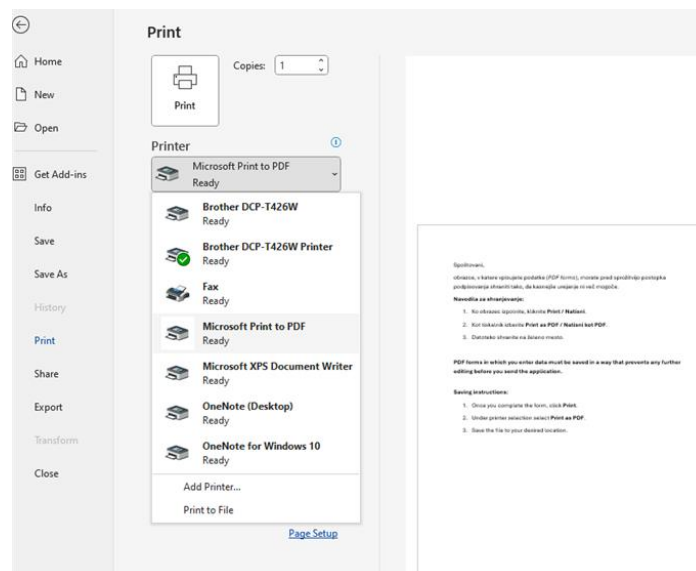 Print
Home
New
Open
Get Add-ins
Info
Save
Save As
History
Print
Share
Export
Transform
Close
Print
Copies: 1
Printer
Microsoft Print to PDF
Ready
Brother DCP-T426W
Ready
Brother DCP-T426W Printer
Ready
Fax
Ready
Microsoft Print to PDF
Ready
Microsoft XPS Document Writer
Ready
OneNote (Desktop)
Ready
OneNote for Windows 10
Ready
Add Printer...
Print to File
Page Setup
Spoštovani,
obrazce, v katere vpisujete podatke (PDF forms), morate pred sprožitvijo postopka
podpisovanja shraniti tako, da kasnejše urejanje ni več mogoče.
Navodila za shranjevanje:
1. Ko obrazec izpolnite, kliknite Print / Natisni.
2. Kot tiskalnik izberite Print as PDF / Natisni kot PDF.
3. Datoteko shranite na želeno mesto.
PDF forms in which you enter data must be saved in a way that prevents any further
editing before you send the application.
Saving instructions:
1. Once you complete the form, click Print.
2. Under printer selection select Print as PDF.
3. Save the file to your desired location.